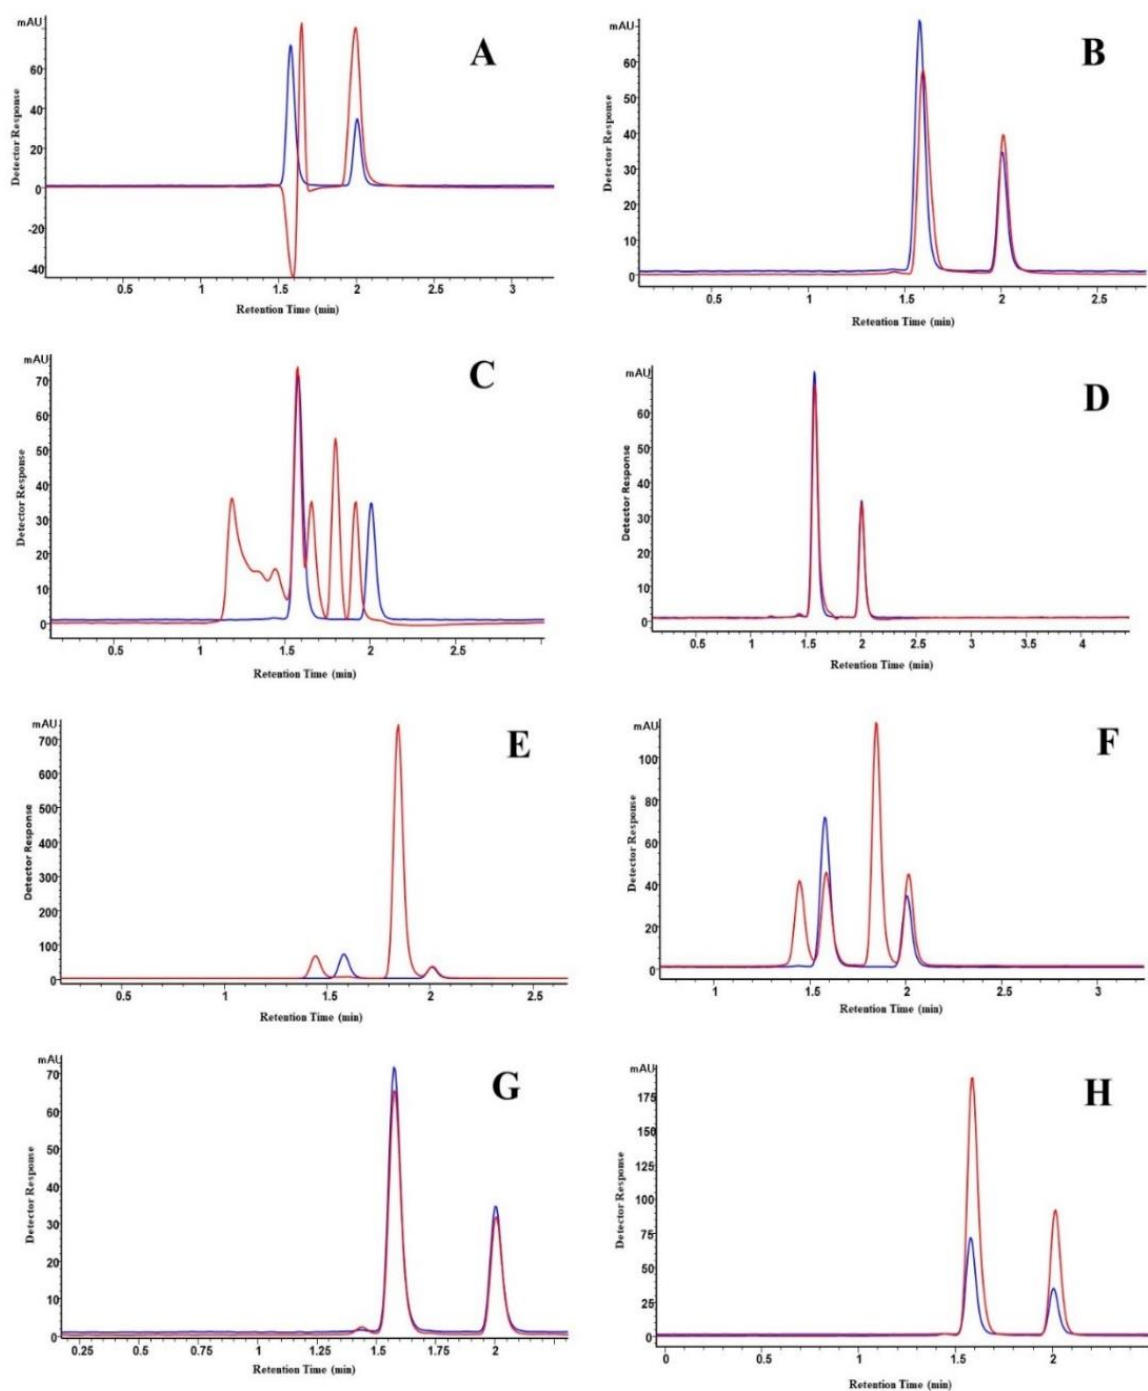 mAU
A
60
40
20
0
-20
-40
Detector Response
0.5 1 1.5 2 2.5 3
Retention Time (min)
mAU
B
70
60
50
40
30
20
10
0
Detector Response
0.5 1 1.5 2 2.5
Retention Time (min)
mAU
C
70
60
50
40
30
20
10
0
Detector Response
0.5 1 1.5 2 2.5
Retention Time (min)
mAU
D
60
50
40
30
20
10
0
Detector Response
0.5 1 1.5 2 2.5 3 3.5 4
Retention Time (min)
mAU
E
700
600
500
400
300
200
100
0
Detector Response
0.5 1 1.5 2 2.5
Retention Time (min)
mAU
F
100
80
60
40
20
0
Detector Response
1 1.5 2 2.5 3
Retention Time (min)
mAU
G
70
60
50
40
30
20
10
0
Detector Response
0.25 0.5 0.75 1 1.25 1.5 1.75 2 2.25
Retention Time (min)
mAU
H
175
150
125
100
75
50
25
0
Detector Response
0 0.5 1 1.5 2
Retention Time (min)